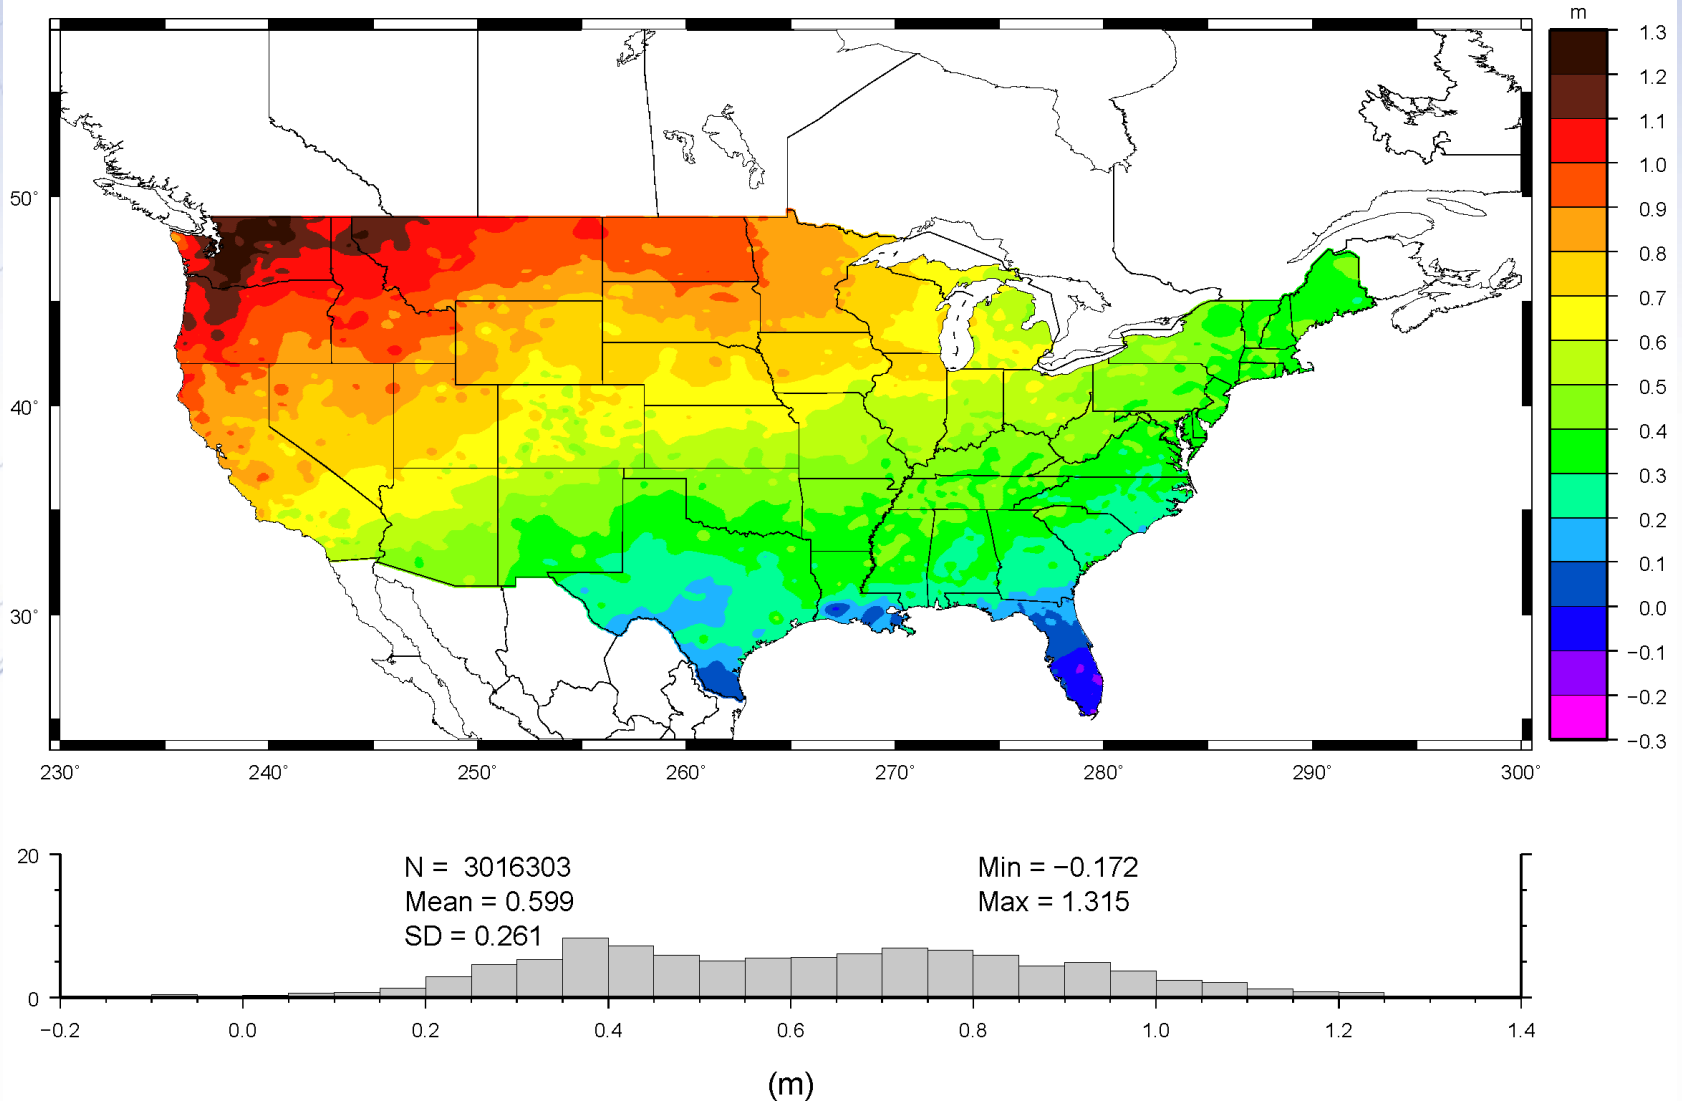 m
1.3
1.2
1.1
1.0
0.9
0.8
0.7
0.6
0.5
0.4
0.3
0.2
0.1
0.0
−0.1
−0.2
−0.3
50°
40°
30°
230° 240° 250° 260° 270° 280° 290° 300°
20
0
N = 3016303
Mean = 0.599
SD = 0.261
Min = −0.172
Max = 1.315
−0.2 0.0 0.2 0.4 0.6 0.8 1.0 1.2 1.4
(m)